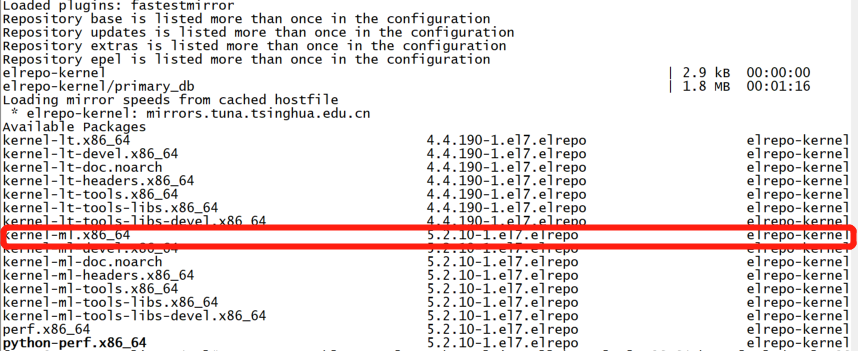 Loaded plugins: fastestmirror
Repository base is listed more than once in the configuration
Repository updates is listed more than once in the configuration
Repository extras is listed more than once in the configuration
Repository epel is listed more than once in the configuration
elrepo-kernel | 2.9 kB 00:00:00
elrepo-kernel/primary_db | 1.8 MB 00:01:16
Loading mirror speeds from cached hostfile
* elrepo-kernel: mirrors.tuna.tsinghua.edu.cn
Available Packages
kernel-lt.x86_64 4.4.190-1.el7.elrepo elrepo-kernel
kernel-lt-devel.x86_64 4.4.190-1.el7.elrepo elrepo-kernel
kernel-lt-doc.noarch 4.4.190-1.el7.elrepo elrepo-kernel
kernel-lt-headers.x86_64 4.4.190-1.el7.elrepo elrepo-kernel
kernel-lt-tools.x86_64 4.4.190-1.el7.elrepo elrepo-kernel
kernel-lt-tools-libs.x86_64 4.4.190-1.el7.elrepo elrepo-kernel
kernel-lt-tools-libs-devel.x86_64 4.4.190-1.el7.elrepo elrepo-kernel
kernel-ml.x86_64 5.2.10-1.el7.elrepo elrepo-kernel
kernel-ml-devel.x86_64 5.2.10-1.el7.elrepo elrepo-kernel
kernel-ml-doc.noarch 5.2.10-1.el7.elrepo elrepo-kernel
kernel-ml-headers.x86_64 5.2.10-1.el7.elrepo elrepo-kernel
kernel-ml-tools.x86_64 5.2.10-1.el7.elrepo elrepo-kernel
kernel-ml-tools-libs.x86_64 5.2.10-1.el7.elrepo elrepo-kernel
kernel-ml-tools-libs-devel.x86_64 5.2.10-1.el7.elrepo elrepo-kernel
perf.x86_64 5.2.10-1.el7.elrepo elrepo-kernel
python-perf.x86_64 5.2.10-1.el7.elrepo elrepo-kernel